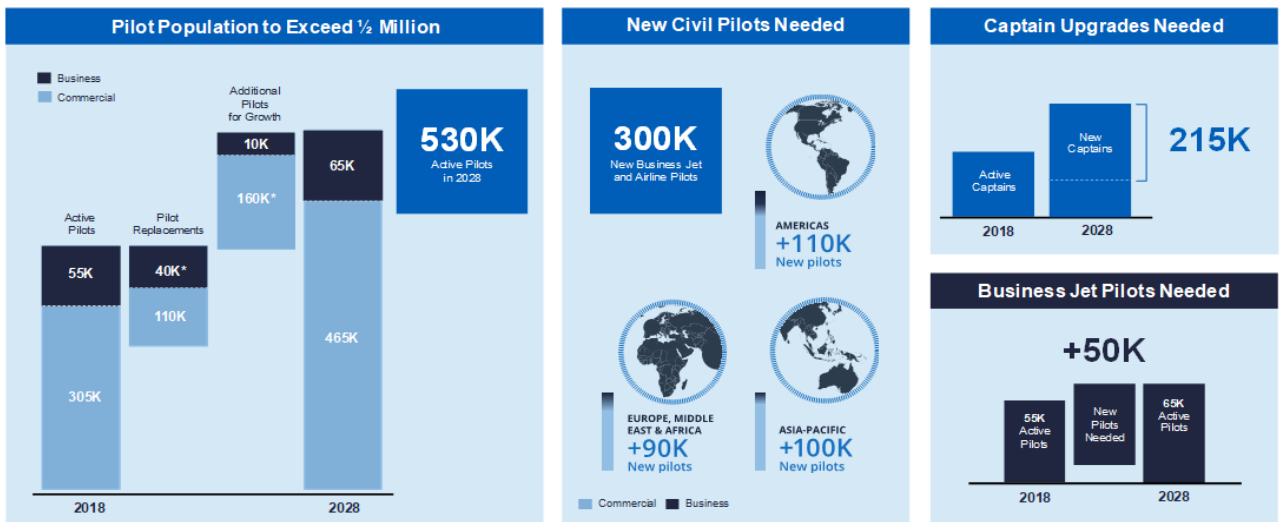 Pilot Population to Exceed ½ Million
Business
Commercial
Active
Pilots
55K
305K
Pilot
Replacements
40K*
110K
Additional
Pilots
for Growth
10K
160K*
65K
465K
530K
Active Pilots
in 2028
2018
2028
New Civil Pilots Needed
300K
New Business Jet
and Airline Pilots
AMERICAS
+110K
New pilots
EUROPE, MIDDLE
EAST & AFRICA
+90K
New pilots
ASIA-PACIFIC
+100K
New pilots
Commercial
Business
Captain Upgrades Needed
Active
Captains
New
Captains
215K
2018
2028
Business Jet Pilots Needed
+50K
55K
Active
Pilots
New
Pilots
Needed
65K
Active
Pilots
2018
2028